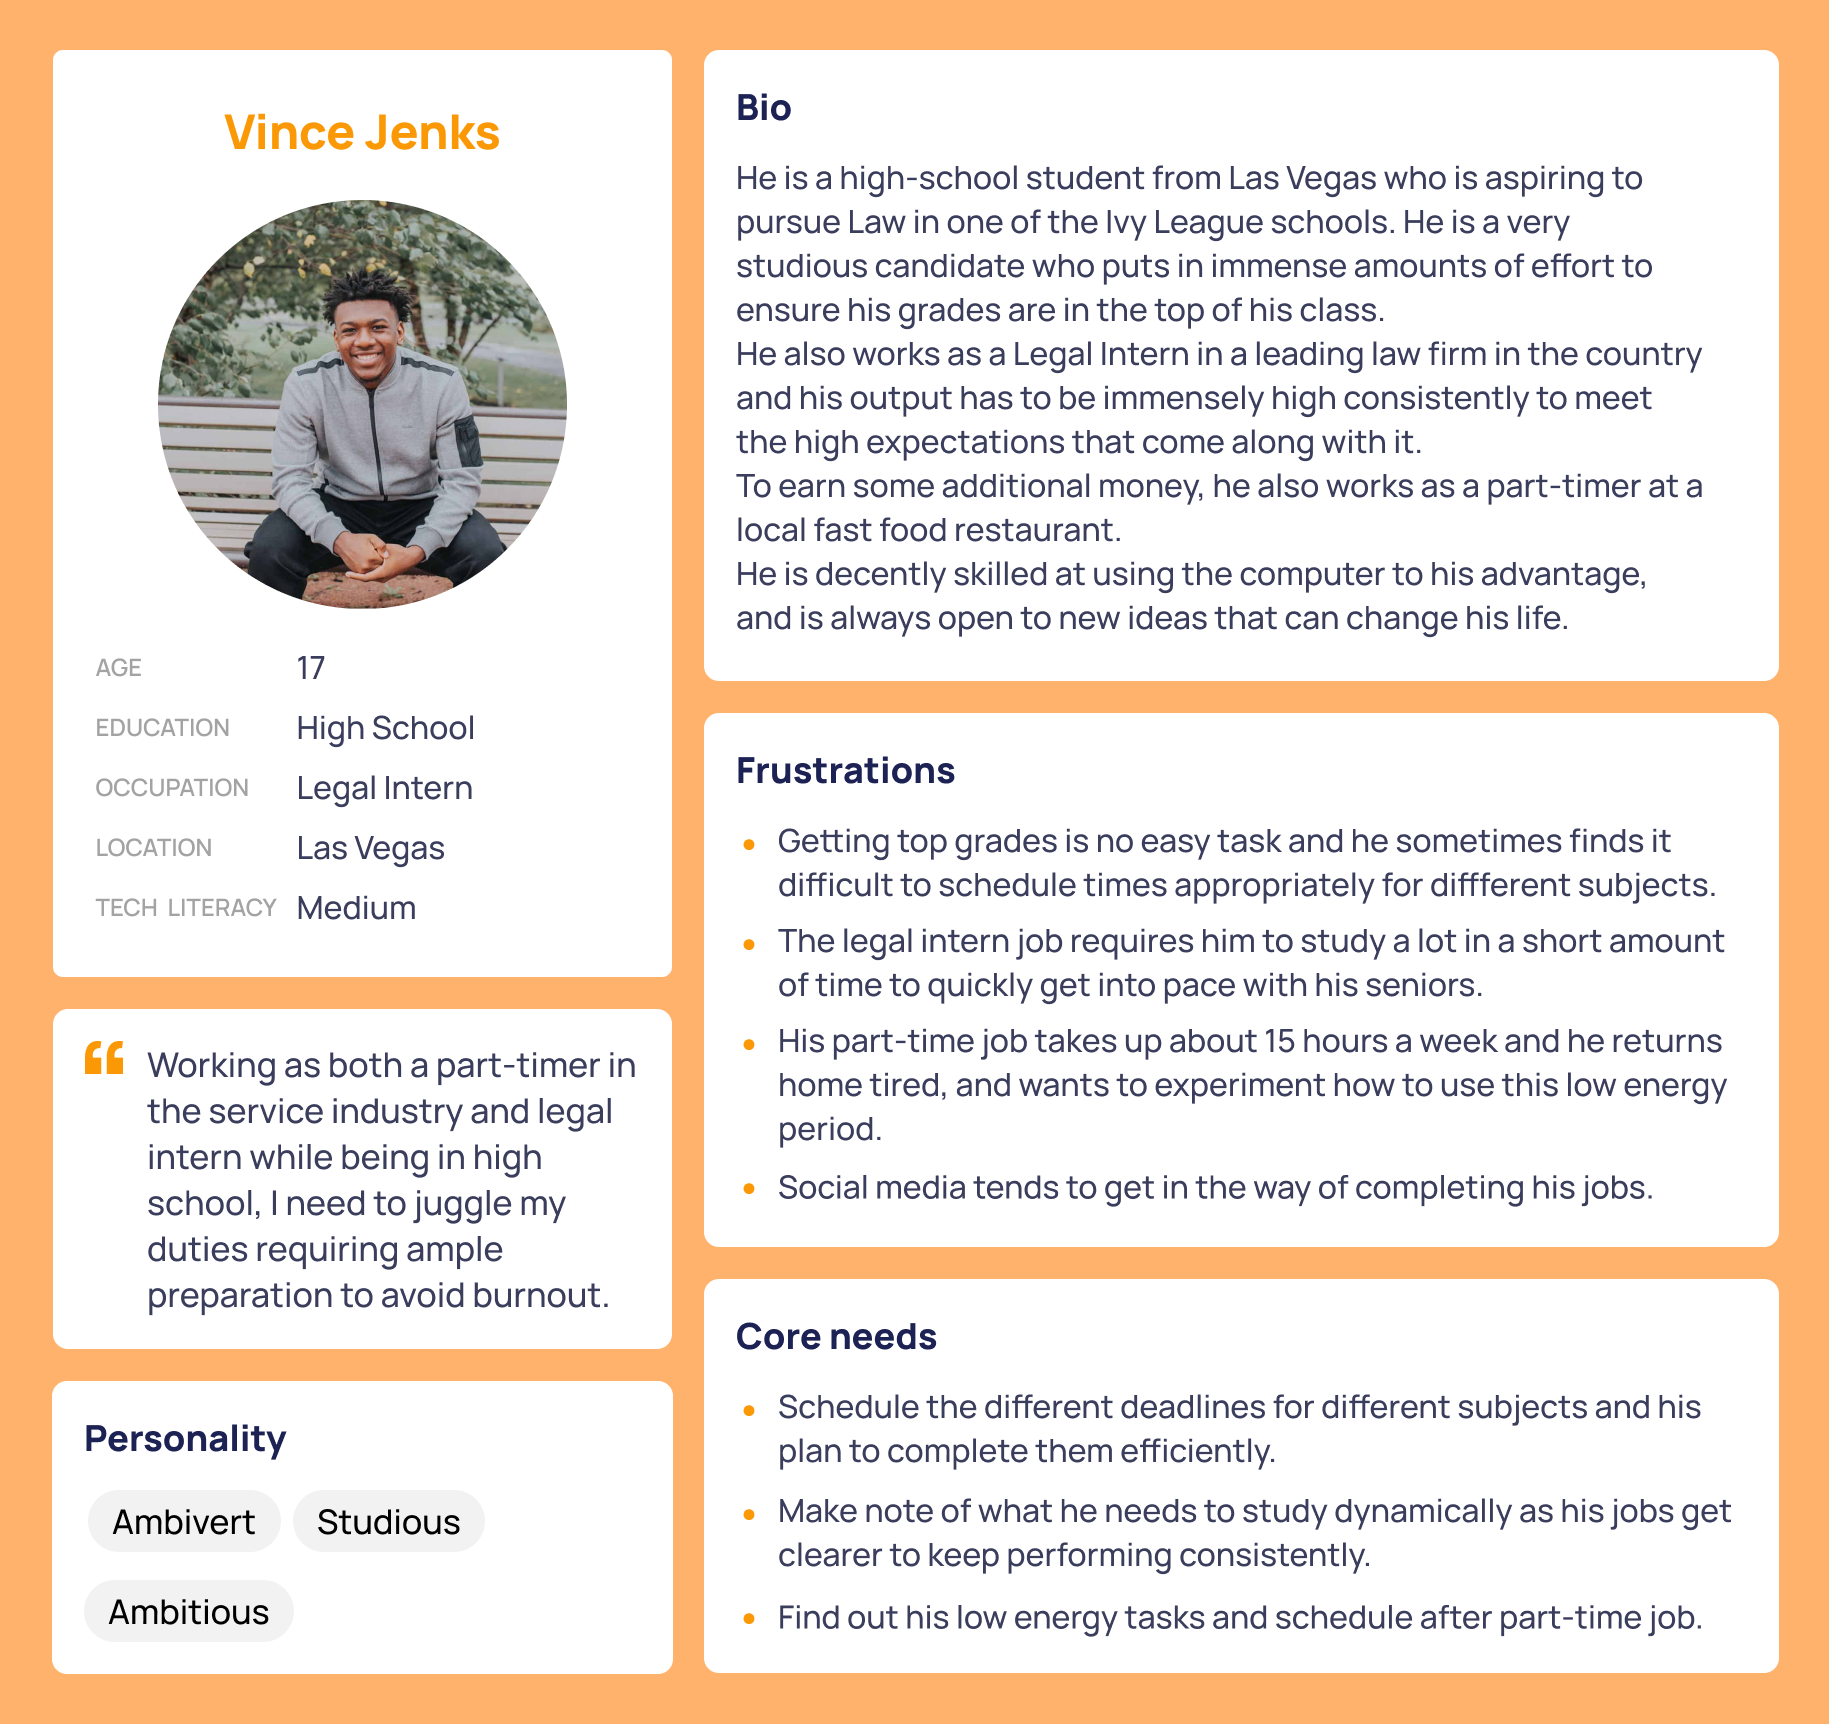 Vince Jenks
AGE 17
EDUCATION High School
OCCUPATION Legal Intern
LOCATION Las Vegas
TECH LITERACY Medium
“ Working as both a part-timer in
the service industry and legal
intern while being in high
school, I need to juggle my
duties requiring ample
preparation to avoid burnout.
Personality
Ambivert Studious
Ambitious
Bio
He is a high-school student from Las Vegas who is aspiring to
pursue Law in one of the Ivy League schools. He is a very
studious candidate who puts in immense amounts of effort to
ensure his grades are in the top of his class.
He also works as a Legal Intern in a leading law firm in the country
and his output has to be immensely high consistently to meet
the high expectations that come along with it.
To earn some additional money, he also works as a part-timer at a
local fast food restaurant.
He is decently skilled at using the computer to his advantage,
and is always open to new ideas that can change his life.
Frustrations
• Getting top grades is no easy task and he sometimes finds it
difficult to schedule times appropriately for diffferent subjects.
• The legal intern job requires him to study a lot in a short amount
of time to quickly get into pace with his seniors.
• His part-time job takes up about 15 hours a week and he returns
home tired, and wants to experiment how to use this low energy
period.
• Social media tends to get in the way of completing his jobs.
Core needs
• Schedule the different deadlines for different subjects and his
plan to complete them efficiently.
• Make note of what he needs to study dynamically as his jobs get
clearer to keep performing consistently.
• Find out his low energy tasks and schedule after part-time job.